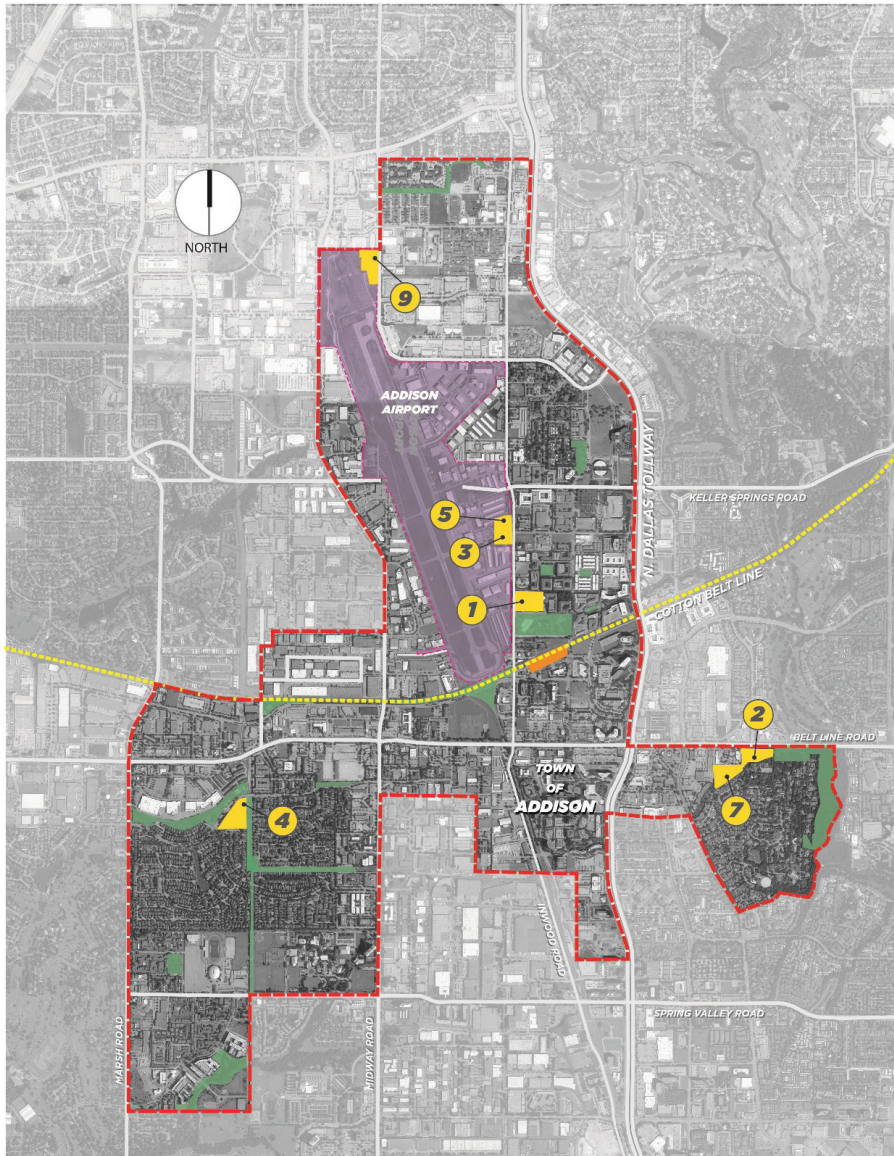 NORTH
9
ADDISON
AIRPORT
N. DALLAS TOLLWAY
KELLER SPRINGS ROAD
5
3
1
COTTON BELT LINE
2
BELT LINE ROAD
7
TOWN
OF
ADDISON
4
INWOOD ROAD
SPRING VALLEY ROAD
MARSH ROAD
MIDWAY ROAD